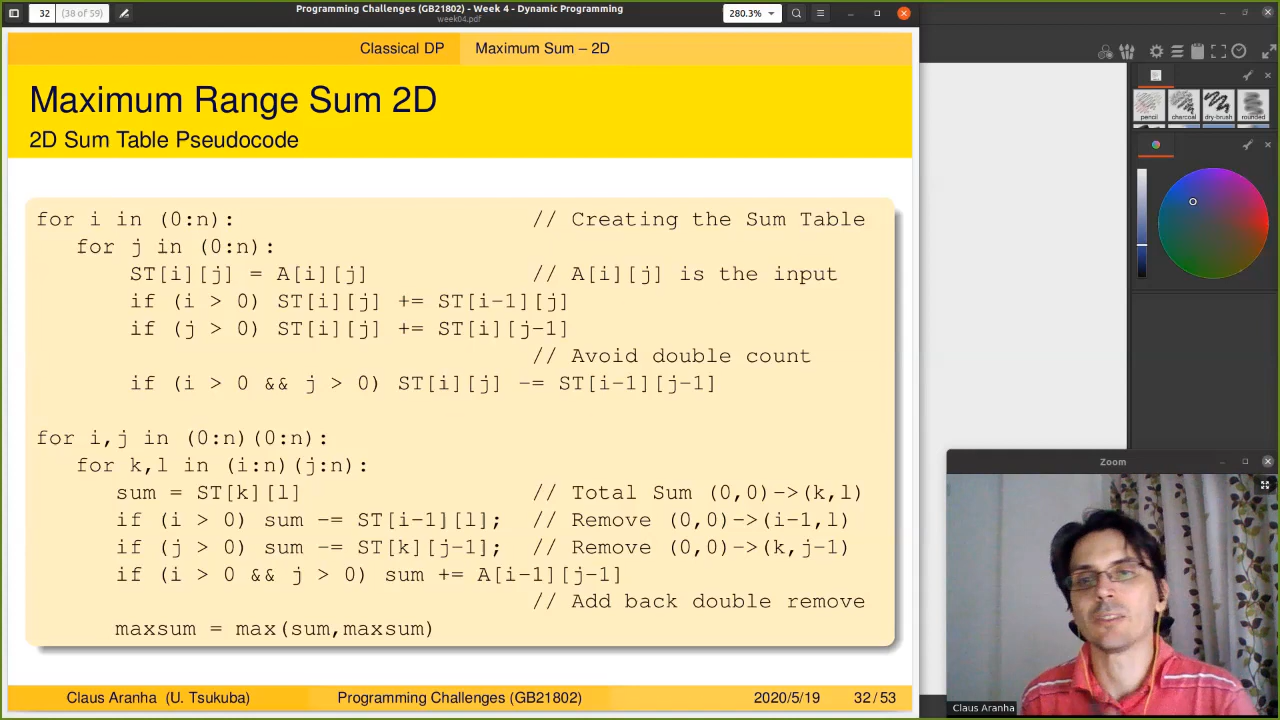 32 (38 of 59)
Programming Challenges (GB21802) - Week 4 - Dynamic Programming
week04.pdf
280.3%
Classical DP Maximum Sum – 2D
Maximum Range Sum 2D
2D Sum Table Pseudocode
for i in (0:n): // Creating the Sum Table
for j in (0:n):
ST[i][j] = A[i][j] // A[i][j] is the input
if (i > 0) ST[i][j] += ST[i-1][j]
if (j > 0) ST[i][j] += ST[i][j-1]
// Avoid double count
if (i > 0 && j > 0) ST[i][j] -= ST[i-1][j-1]
for i,j in (0:n)(0:n):
for k,l in (i:n)(j:n):
sum = ST[k][l] // Total Sum (0,0)->(k,l)
if (i > 0) sum -= ST[i-1][l]; // Remove (0,0)->(i-1,l)
if (j > 0) sum -= ST[k][j-1]; // Remove (0,0)->(k,j-1)
if (i > 0 && j > 0) sum += A[i-1][j-1]
// Add back double remove
maxsum = max(sum,maxsum)
Claus Aranha (U. Tsukuba) Programming Challenges (GB21802) 2020/5/19 32 / 53
pencil charcoal dry-brush rounded
Zoom
Claus Aranha